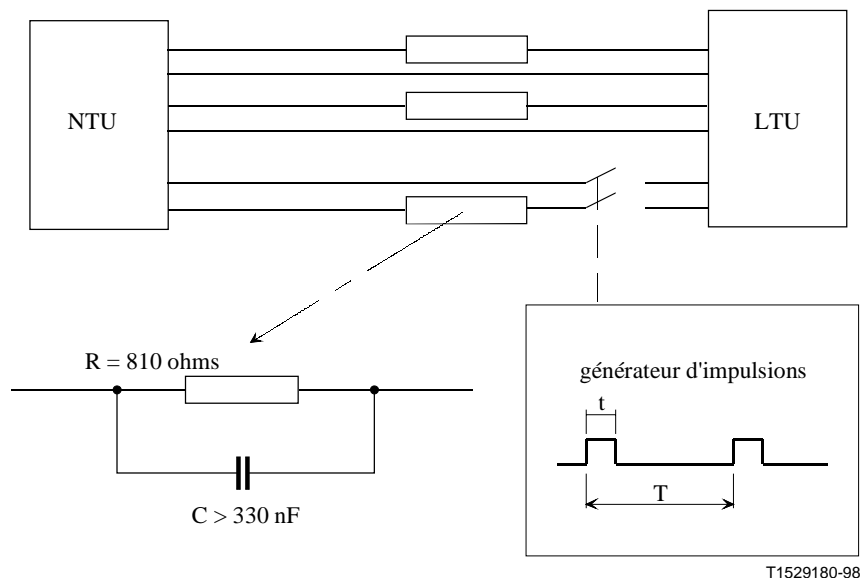 NTU
LTU
R = 810 ohms
C > 330 nF
générateur d'impulsions
t
T
T1529180-98